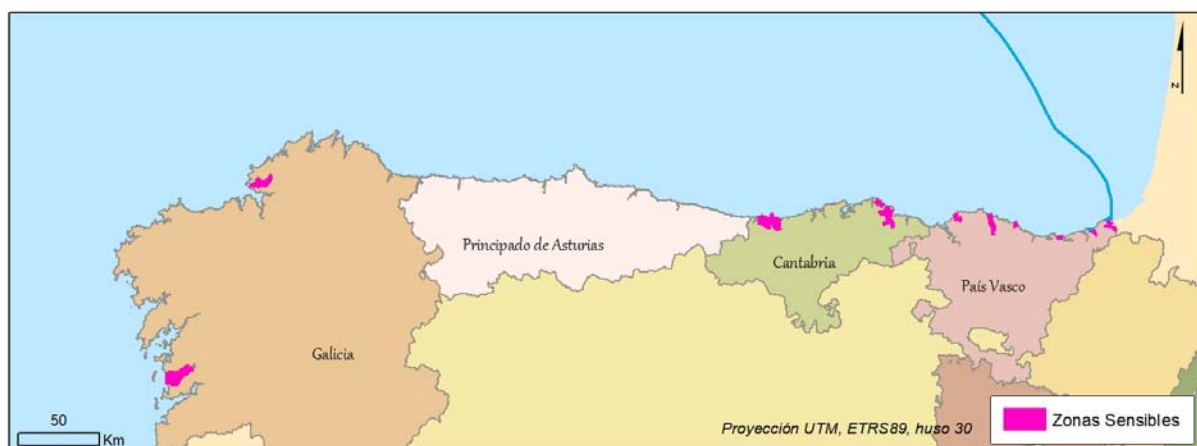 N
Principado de Asturias
Cantabria
País Vasco
Galicia
50
Km
Proyección UTM, ETRS89, huso 30
Zonas Sensibles